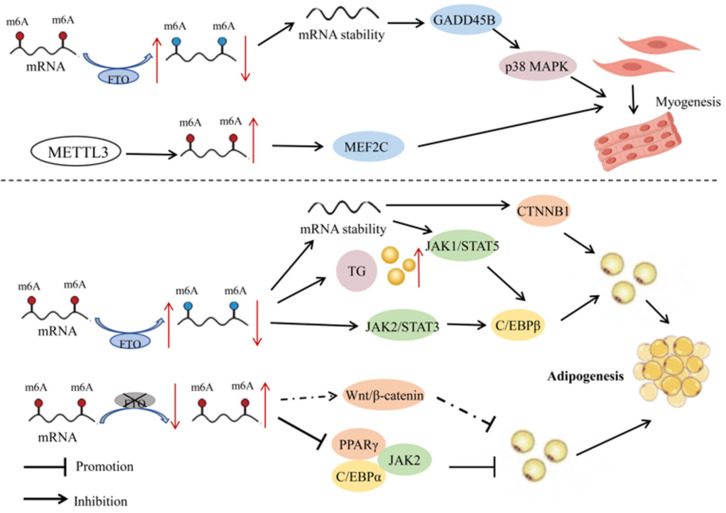 m6A m6A
mRNA
FTO
m6A m6A
mRNA stability
GADD45B
p38 MAPK
Myogenesis
METTL3
m6A m6A
MEF2C
mRNA stability
CTNNB1
JAK1/STAT5
TG
m6A m6A
mRNA
FTO
m6A m6A
JAK2/STAT3
C/EBPβ
Adipogenesis
m6A m6A
mRNA
FTO
m6A m6A
Wnt/β-catenin
PPARγ
JAK2
C/EBPα
Promotion
Inhibition